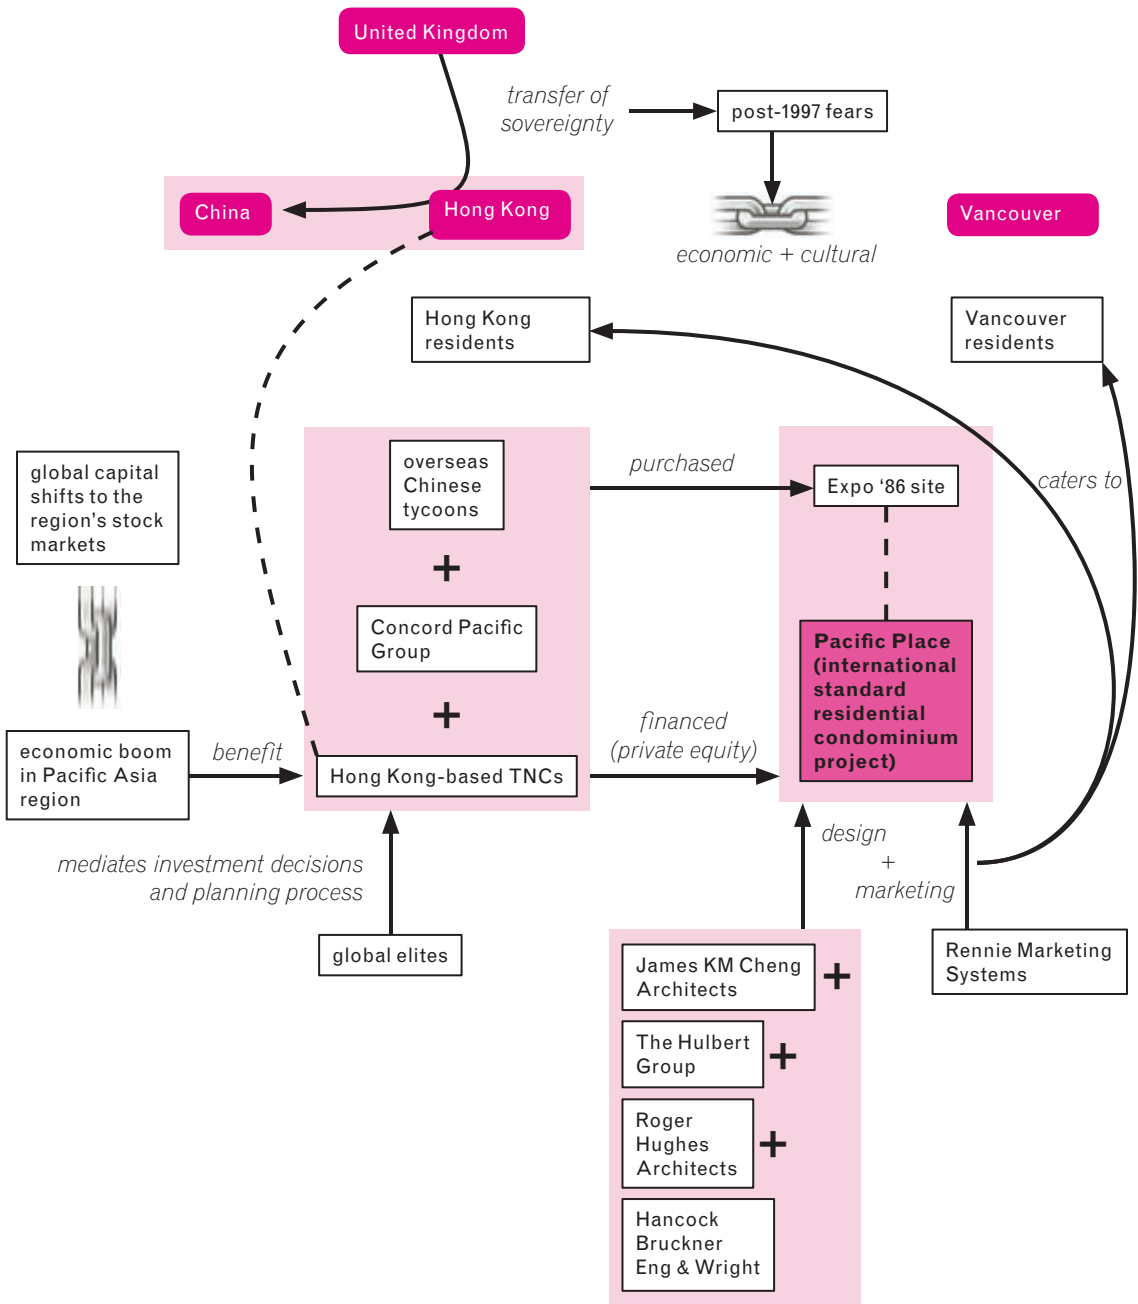 United Kingdom
transfer of
sovereignty
post-1997 fears
China
Hong Kong
Vancouver
economic + cultural
Hong Kong
residents
Vancouver
residents
global capital
shifts to the
region's stock
markets
overseas
Chinese
tycoons
purchased
Expo ‘86 site
caters to
+
Concord Pacific
Group
Pacific Place
(international
standard
residential
condominium
project)
+
economic boom
in Pacific Asia
region
benefit
Hong Kong-based TNCs
financed
(private equity)
mediates investment decisions
and planning process
design
+
marketing
global elites
James KM Cheng
Architects
+
Rennie Marketing
Systems
The Hulbert
Group
+
Roger
Hughes
Architects
+
Hancock
Bruckner
Eng & Wright